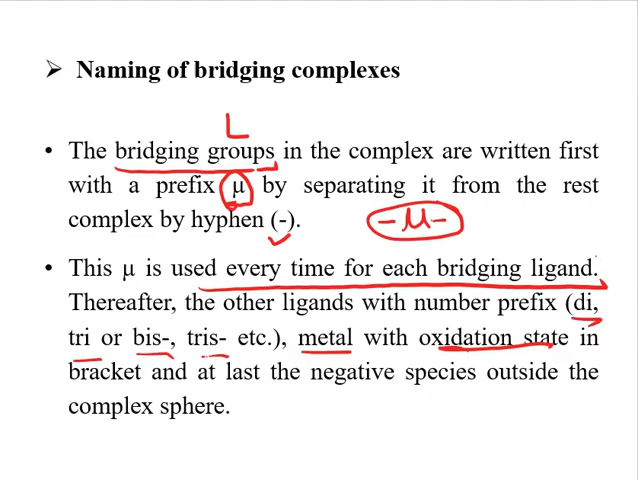 ➢ Naming of bridging complexes
L
• The bridging groups in the complex are written first
with a prefix μ by separating it from the rest
complex by hyphen (-).
-μ-
• This μ is used every time for each bridging ligand.
Thereafter, the other ligands with number prefix (di,
tri or bis-, tris- etc.), metal with oxidation state in
bracket and at last the negative species outside the
complex sphere.